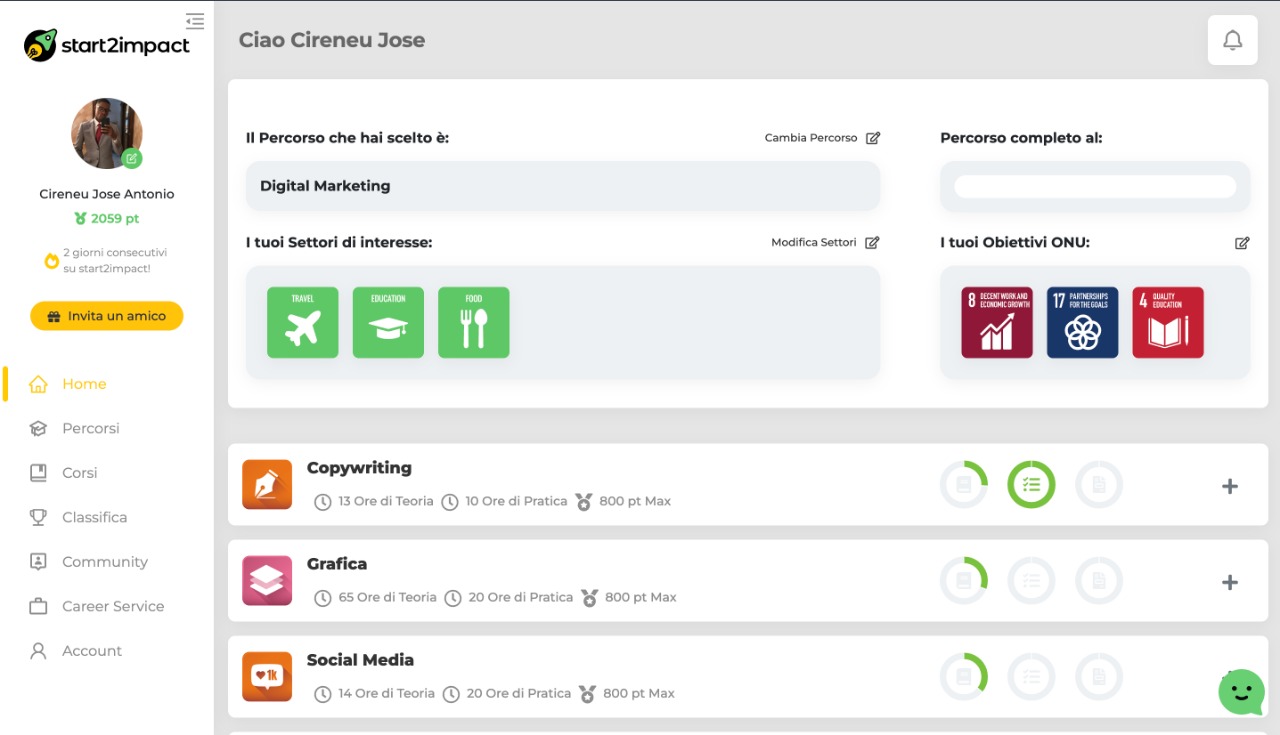 start2impact
Cireneu Jose Antonio
2059 pt
2 giorni consecutivi
su start2impact!
Invita un amico
Home
Percorsi
Corsi
Classifica
Community
Career Service
Account
Ciao Cireneu Jose
Il Percorso che hai scelto è:
Cambia Percorso
Digital Marketing
Percorso completo al:
I tuoi Settori di interesse:
Modifica Settori
TRAVEL
EDUCATION
FOOD
I tuoi Obiettivi ONU:
8 DECENT WORK AND
ECONOMIC GROWTH
17 PARTNERSHIPS
FOR THE GOALS
4 QUALITY
EDUCATION
Copywriting
13 Ore di Teoria 10 Ore di Pratica 800 pt Max
Grafica
65 Ore di Teoria 20 Ore di Pratica 800 pt Max
Social Media
1k
14 Ore di Teoria 20 Ore di Pratica 800 pt Max